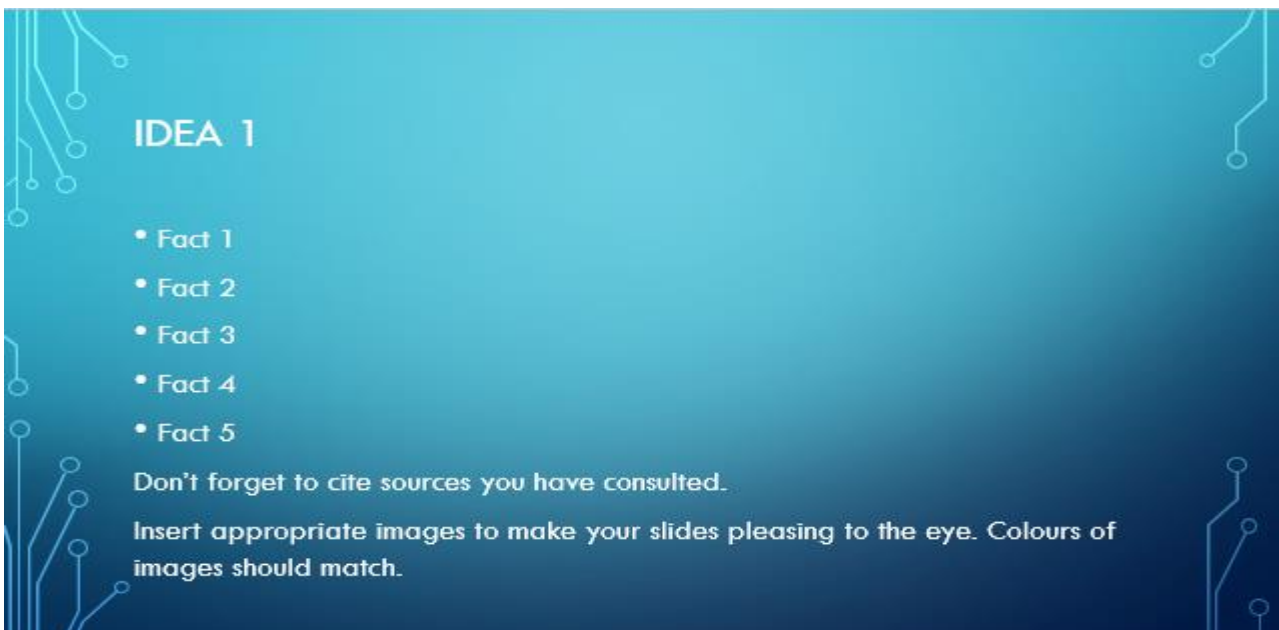 IDEA 1
• Fact 1
• Fact 2
• Fact 3
• Fact 4
• Fact 5
Don't forget to cite sources you have consulted.
Insert appropriate images to make your slides pleasing to the eye. Colours of
images should match.